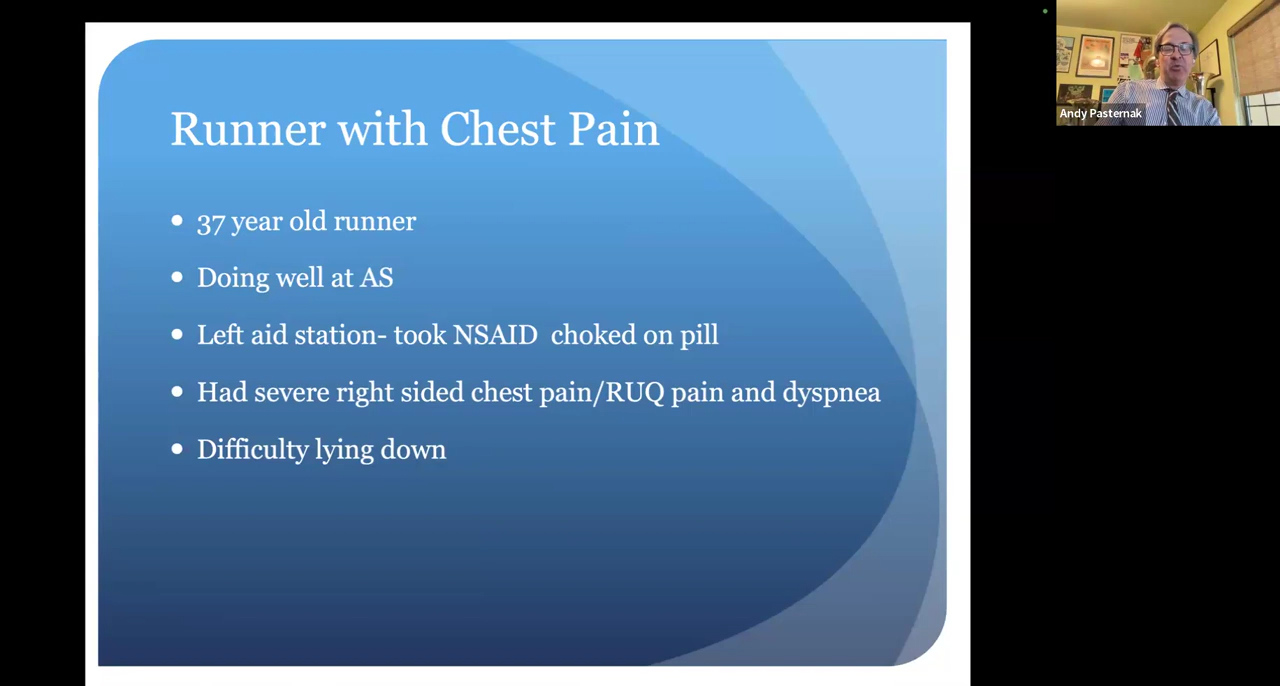 Runner with Chest Pain
• 37 year old runner
• Doing well at AS
• Left aid station- took NSAID  choked on pill
• Had severe right sided chest pain/RUQ pain and dyspnea
• Difficulty lying down
Andy Pasternak